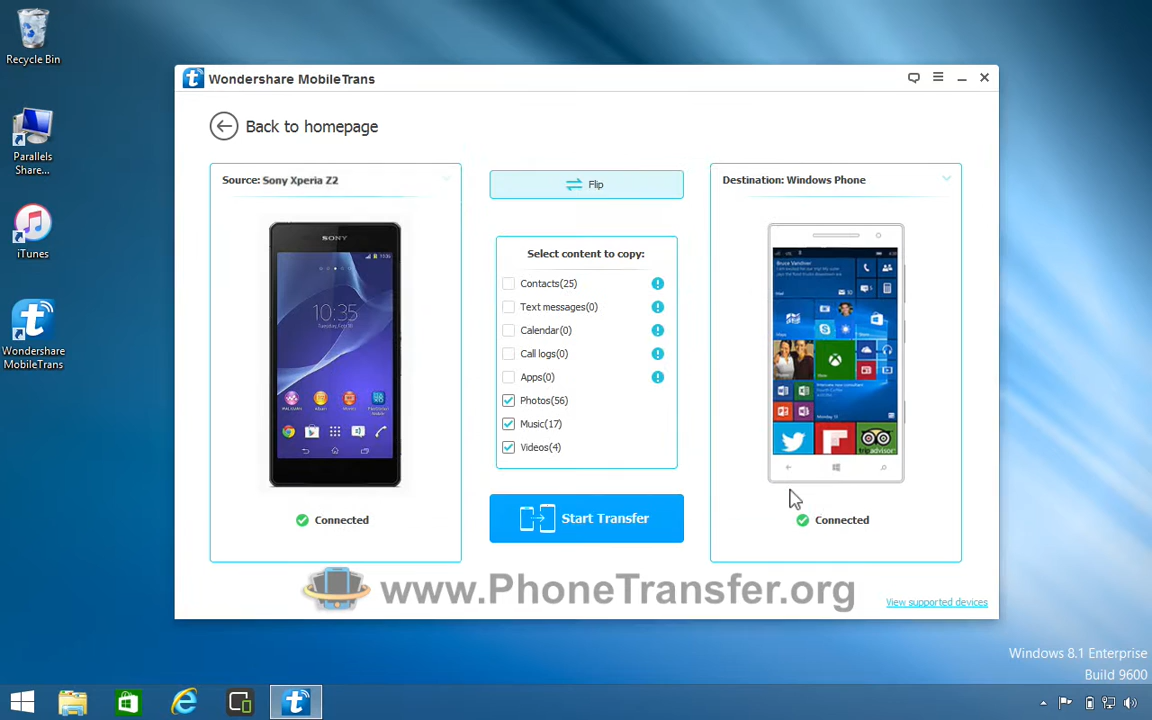 Recycle Bin
Parallels
Share...
iTunes
Wondershare
MobileTrans
Wondershare MobileTrans
Back to homepage
Source: Sony Xperia Z2
SONY
10:35
Connected
Flip
Select content to copy:
Contacts(25)
Text messages(0)
Calendar(0)
Call logs(0)
Apps(0)
Photos(56)
Music(17)
Videos(4)
Start Transfer
Destination: Windows Phone
Bruce Vanclver
tripadvisor
Connected
www.PhoneTransfer.org
View supported devices
Windows 8.1 Enterprise
Build 9600